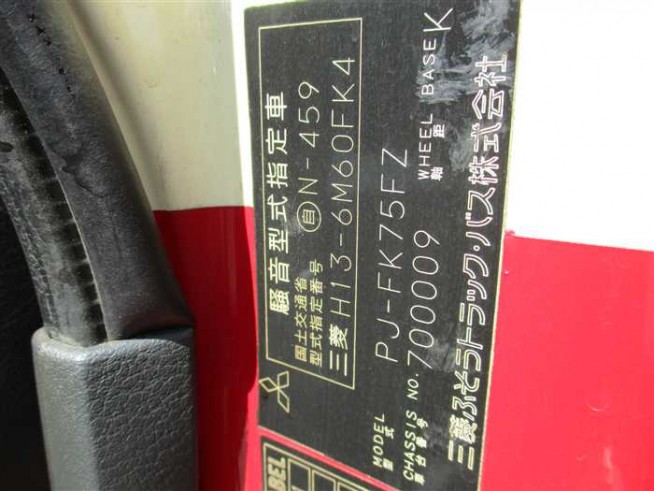 騒音型式指定車
国土交通省
型式指定番号 自 N-459
三菱 H13-6M60FK4
MODEL
型式 PJ-FK75FZ
CHASSIS NO.
車台番号 700009
WHEEL BASE
軸距 K
三菱ふそうトラック・バス株式会社
ABEL